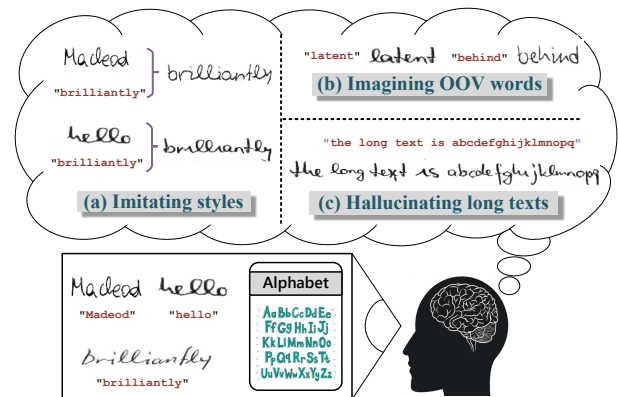 Macleod
"brilliantly"
brilliantly
hello
"brilliantly"
brilliantly
(a) Imitating styles
"latent" latent "behind" behind
(b) Imagining OOV words
"the long text is abcdefghijklmnopq"
the long text is abcdefghijklmnopq
(c) Hallucinating long texts
Macleod hello
"Madeod" "hello"
brilliantly
"brilliantly"
Alphabet
AaBbCcDdEe
FfGgHhIiJj
KkLlMmNnOo
PpQqRrSsTt
UuVvWwXxYyZz